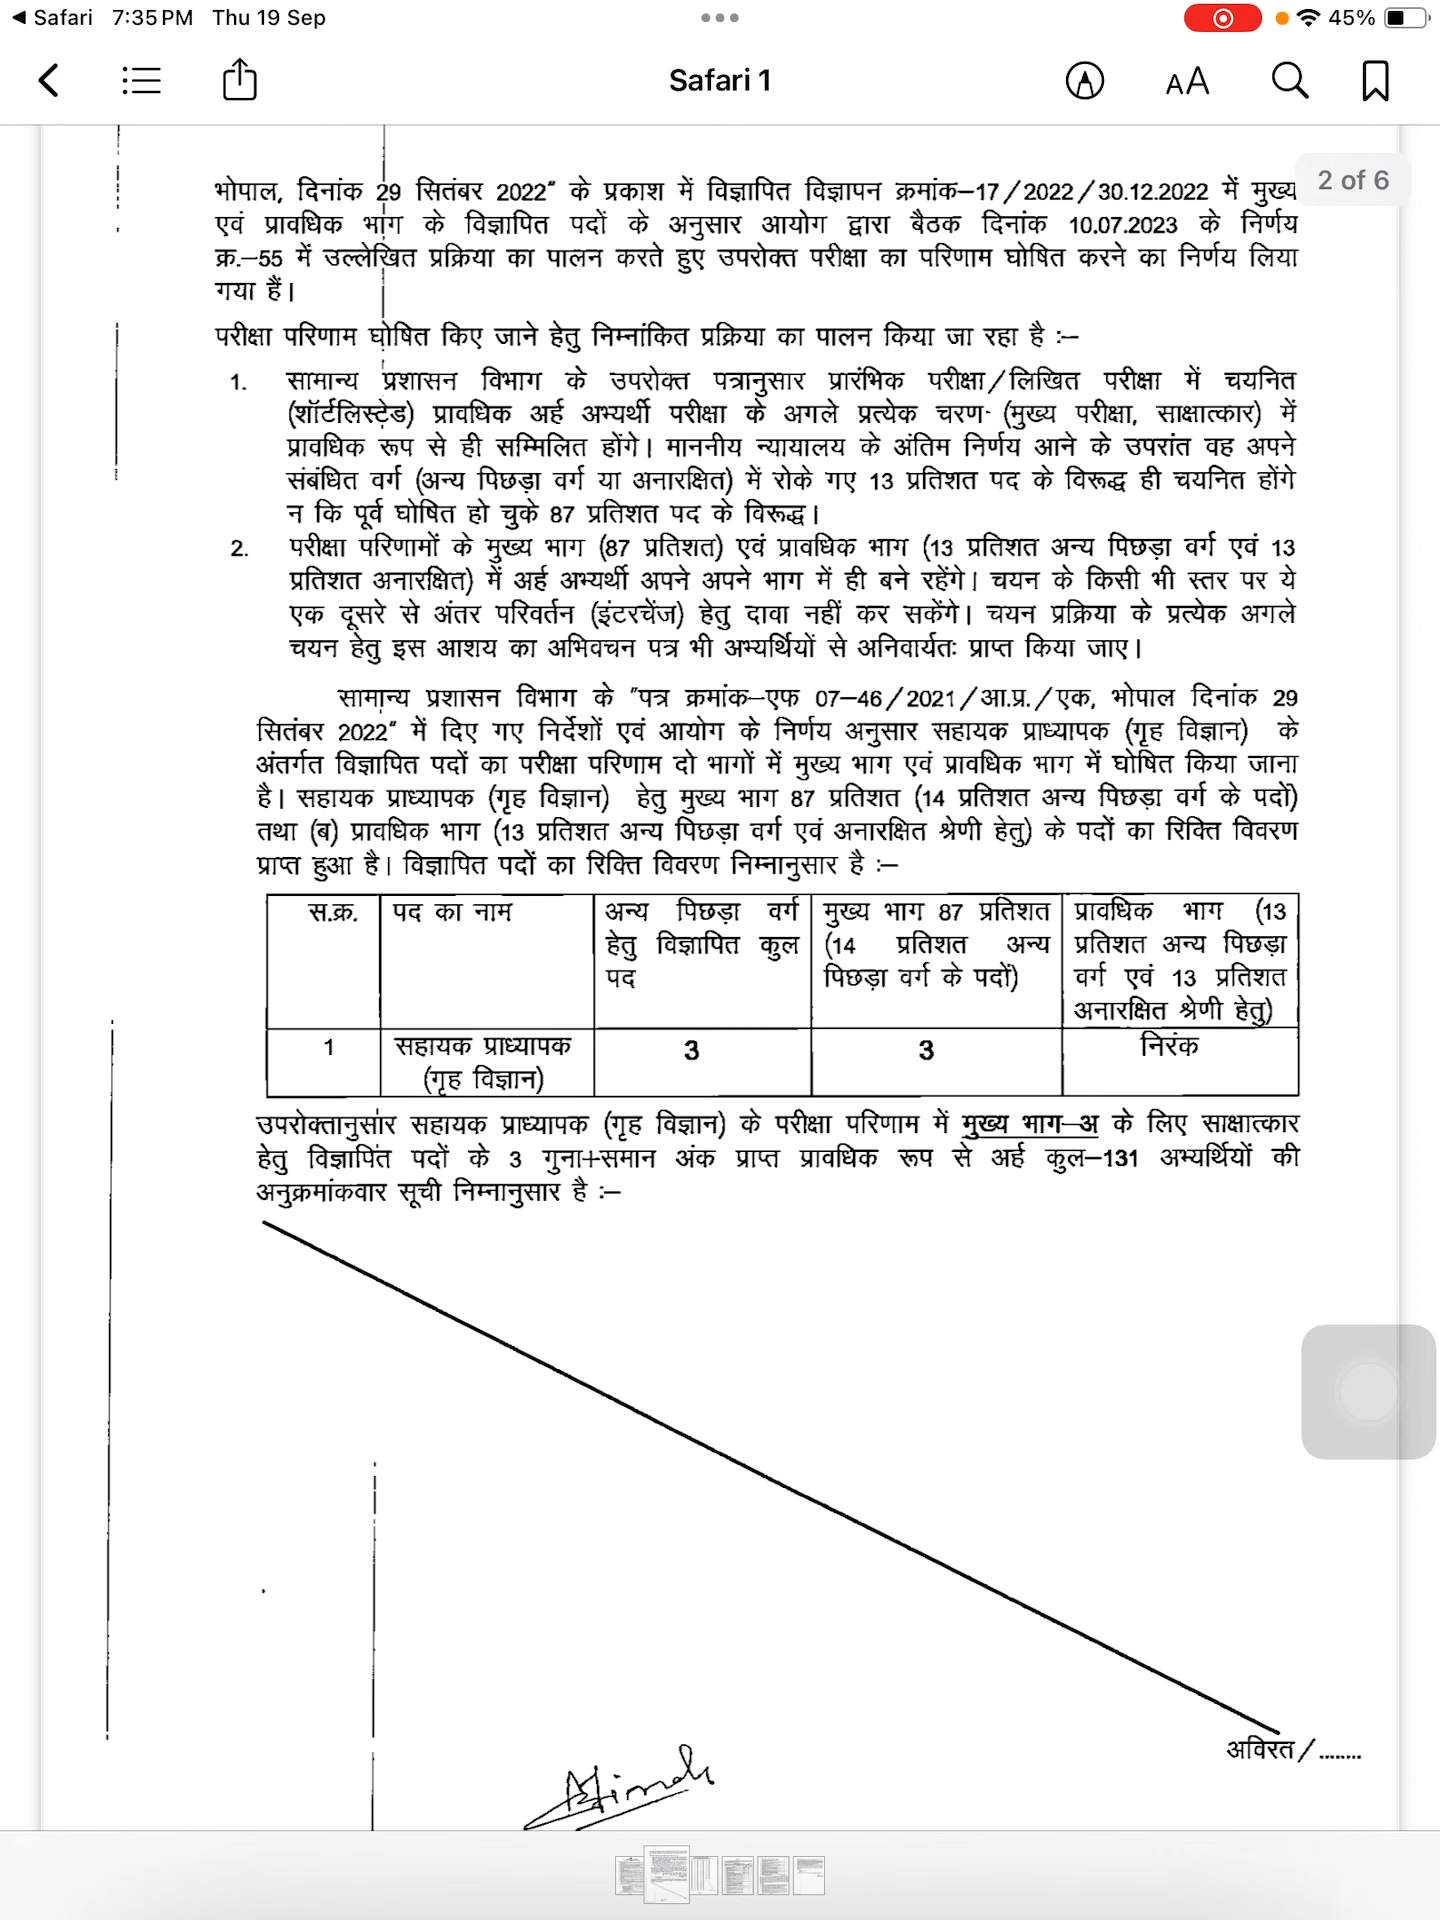 ◀ Safari 7:35 PM Thu 19 Sep 45%
Safari 1
2 of 6
भोपाल, दिनांक 29 सितंबर 2022" के प्रकाश में विज्ञापित विज्ञापन क्रमांक–17/2022/30.12.2022 में मुख्य
एवं प्रावधिक भाग के विज्ञापित पदों के अनुसार आयोग द्वारा बैठक दिनांक 10.07.2023 के निर्णय
क्र.–55 में उल्लेखित प्रक्रिया का पालन करते हुए उपरोक्त परीक्षा का परिणाम घोषित करने का निर्णय लिया
गया हैं।
परीक्षा परिणाम घोषित किए जाने हेतु निम्नांकित प्रक्रिया का पालन किया जा रहा है :–
1. सामान्य प्रशासन विभाग के उपरोक्त पत्रानुसार प्रारंभिक परीक्षा/लिखित परीक्षा में चयनित
(शॉर्टलिस्टेड) प्रावधिक अर्ह अभ्यर्थी परीक्षा के अगले प्रत्येक चरण (मुख्य परीक्षा, साक्षात्कार) में
प्रावधिक रूप से ही सम्मिलित होंगे। माननीय न्यायालय के अंतिम निर्णय आने के उपरांत वह अपने
संबंधित वर्ग (अन्य पिछड़ा वर्ग या अनारक्षित) में रोके गए 13 प्रतिशत पद के विरूद्ध ही चयनित होंगे
न कि पूर्व घोषित हो चुके 87 प्रतिशत पद के विरूद्ध।
2. परीक्षा परिणामों के मुख्य भाग (87 प्रतिशत) एवं प्रावधिक भाग (13 प्रतिशत अन्य पिछड़ा वर्ग एवं 13
प्रतिशत अनारक्षित) में अर्ह अभ्यर्थी अपने अपने भाग में ही बने रहेंगे। चयन के किसी भी स्तर पर ये
एक दूसरे से अंतर परिवर्तन (इंटरचेंज) हेतु दावा नहीं कर सकेंगे। चयन प्रक्रिया के प्रत्येक अगले
चयन हेतु इस आशय का अभिवचन पत्र भी अभ्यर्थियों से अनिवार्यतः प्राप्त किया जाए।
सामान्य प्रशासन विभाग के "पत्र क्रमांक–एफ 07–46/2021/आ.प्र./एक, भोपाल दिनांक 29
सितंबर 2022" में दिए गए निर्देशों एवं आयोग के निर्णय अनुसार सहायक प्राध्यापक (गृह विज्ञान) के
अंतर्गत विज्ञापित पदों का परीक्षा परिणाम दो भागों में मुख्य भाग एवं प्रावधिक भाग में घोषित किया जाना
है। सहायक प्राध्यापक (गृह विज्ञान) हेतु मुख्य भाग 87 प्रतिशत (14 प्रतिशत अन्य पिछड़ा वर्ग के पदों)
तथा (ब) प्रावधिक भाग (13 प्रतिशत अन्य पिछड़ा वर्ग एवं अनारक्षित श्रेणी हेतु) के पदों का रिक्ति विवरण
प्राप्त हुआ है। विज्ञापित पदों का रिक्ति विवरण निम्नानुसार है :–
स.क्र. पद का नाम अन्य पिछड़ा वर्ग मुख्य भाग 87 प्रतिशत प्रावधिक भाग (13
हेतु विज्ञापित कुल (14 प्रतिशत अन्य प्रतिशत अन्य पिछड़ा
पद पिछड़ा वर्ग के पदों) वर्ग एवं 13 प्रतिशत
अनारक्षित श्रेणी हेतु)
1 सहायक प्राध्यापक 3 3 निरंक
(गृह विज्ञान)
उपरोक्तानुसार सहायक प्राध्यापक (गृह विज्ञान) के परीक्षा परिणाम में मुख्य भाग–अ के लिए साक्षात्कार
हेतु विज्ञापित पदों के 3 गुना+समान अंक प्राप्त प्रावधिक रूप से अर्ह कुल–131 अभ्यर्थियों की
अनुक्रमांकवार सूची निम्नानुसार है :–
अविरत/........